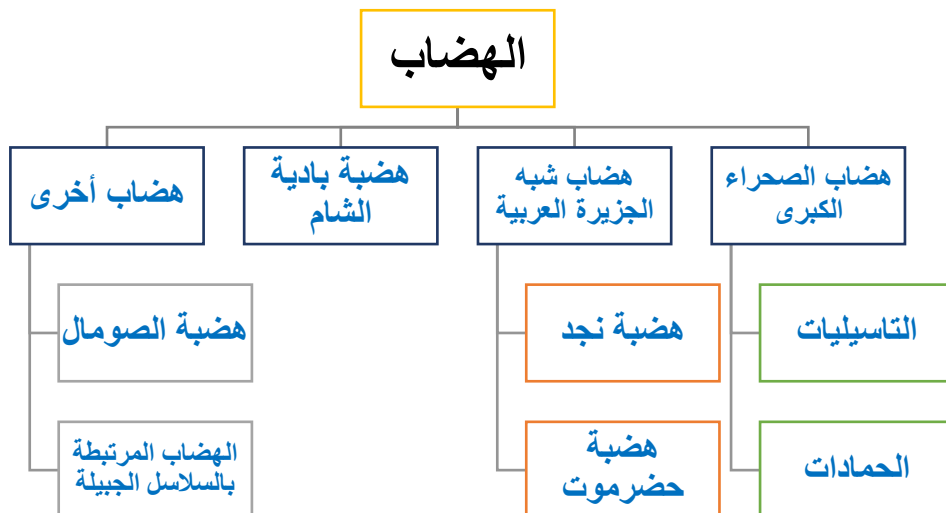 الهضاب
هضاب الصحراء
الكبرى
هضاب شبه
الجزيرة العربية
هضبة بادية
الشام
هضاب أخرى
التاسيليات
هضبة نجد
هضبة الصومال
الحمادات
هضبة
حضرموت
الهضاب المرتبطة
بالسلاسل الجبيلة